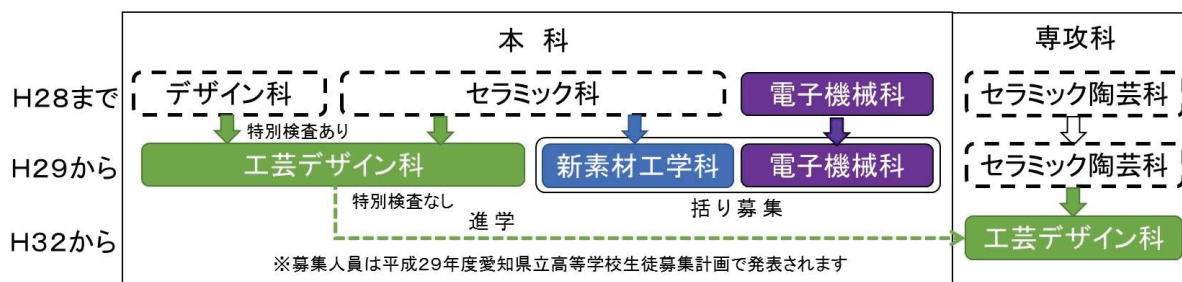 本 科
専攻科
H28まで
デザイン科
セラミック科
電子機械科
セラミック陶芸科
特別検査あり
H29から
工芸デザイン科
新素材工学科
電子機械科
セラミック陶芸科
特別検査なし
進 学
括 り 募 集
H32から
工芸デザイン科
※募集人員は平成29年度愛知県立高等学校生徒募集計画で発表されます